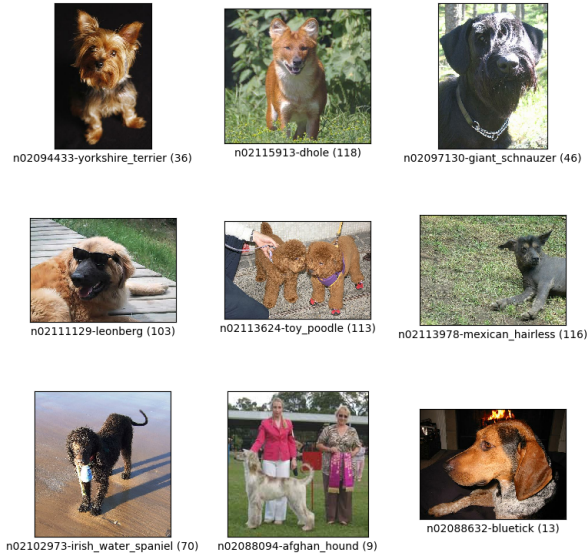 n02094433-yorkshire_terrier (36)
n02115913-dhole (118)
n02097130-giant_schnauzer (46)
n02111129-leonberg (103)
n02113624-toy_poodle (113)
n02113978-mexican_hairless (116)
n02102973-irish_water_spaniel (70)
n02088094-afghan_hound (9)
n02088632-bluetick (13)